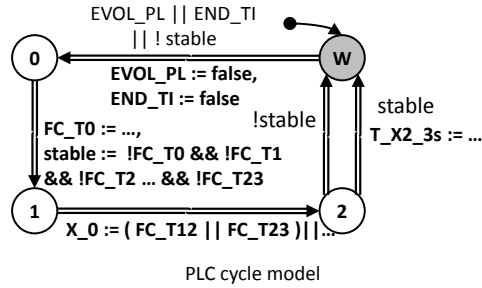 EVOL_PL || END_TI
|| ! stable
0
W
EVOL_PL := false,
END_TI := false
!stable
stable
T_X2_3s := ...
FC_T0 := ...,
stable := !FC_T0 && !FC_T1
&& !FC_T2 ... && !FC_T23
1
2
X_0 := ( FC_T12 || FC_T23 )||...
PLC cycle model